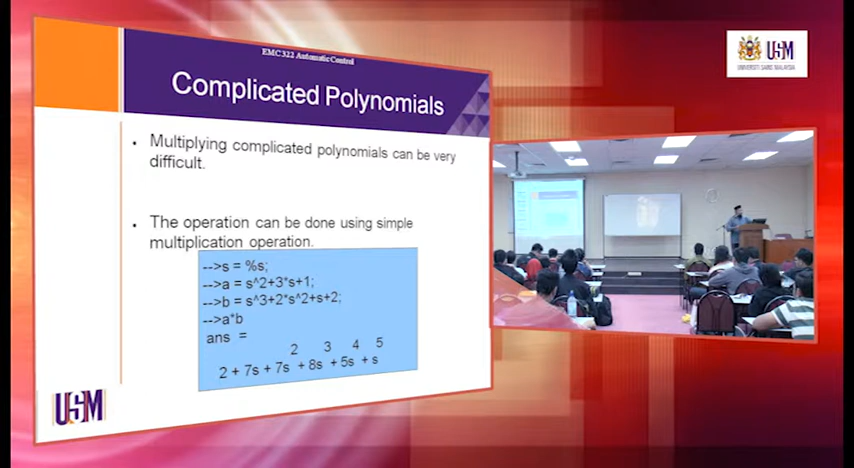 EMC322 Automatic Control
Complicated Polynomials
• Multiplying complicated polynomials can be very
difficult.
• The operation can be done using simple
multiplication operation.
-->s = %s;
-->a = s^2+3*s+1;
-->b = s^3+2*s^2+s+2;
-->a*b
ans =
2 3 4 5
2 + 7s + 7s + 8s + 5s + s
USM
USM
UNIVERSITI SAINS MALAYSIA